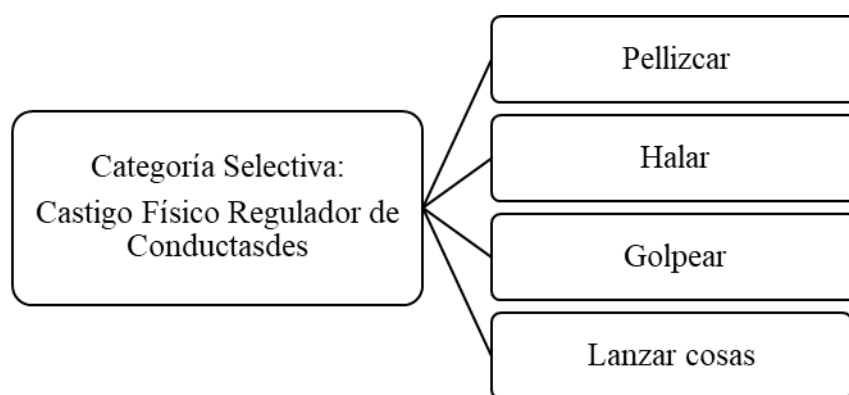 Categoría Selectiva:
Castigo Físico Regulador de
Conductasdes
Pellizcar
Halar
Golpear
Lanzar cosas